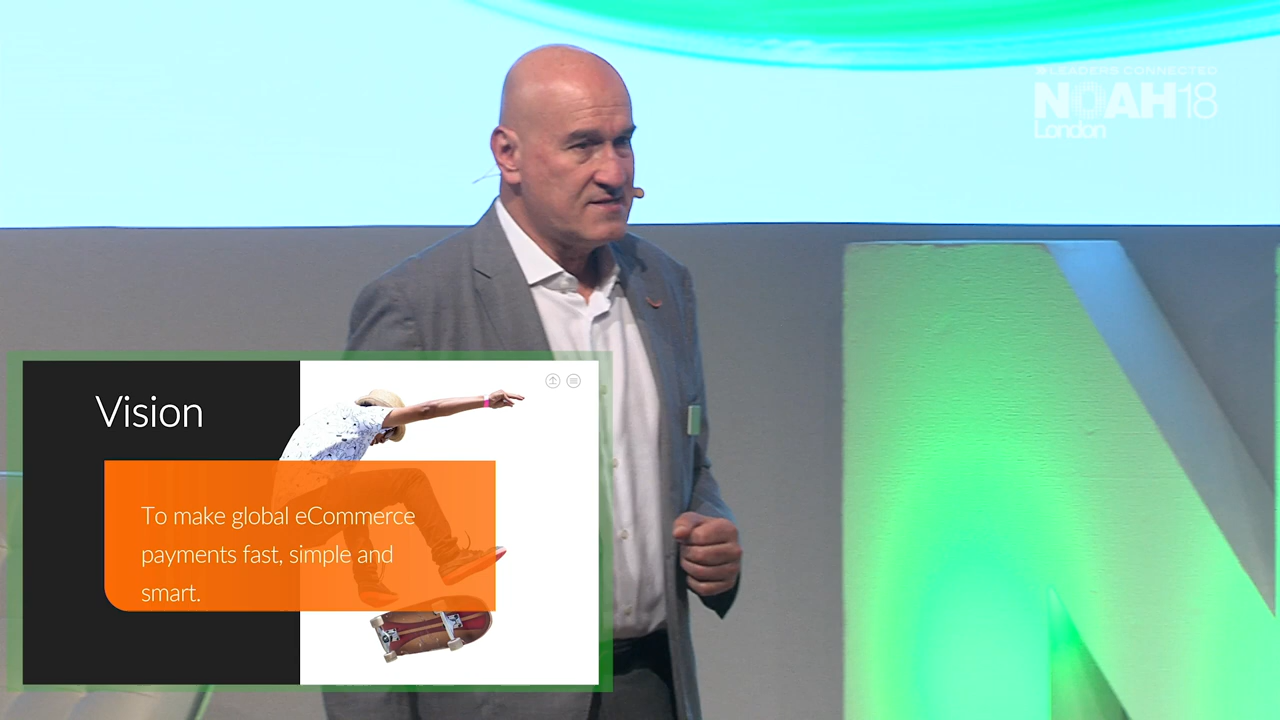 LEADERS CONNECTED
NOAH18
London
Vision
To make global eCommerce
payments fast, simple and
smart.